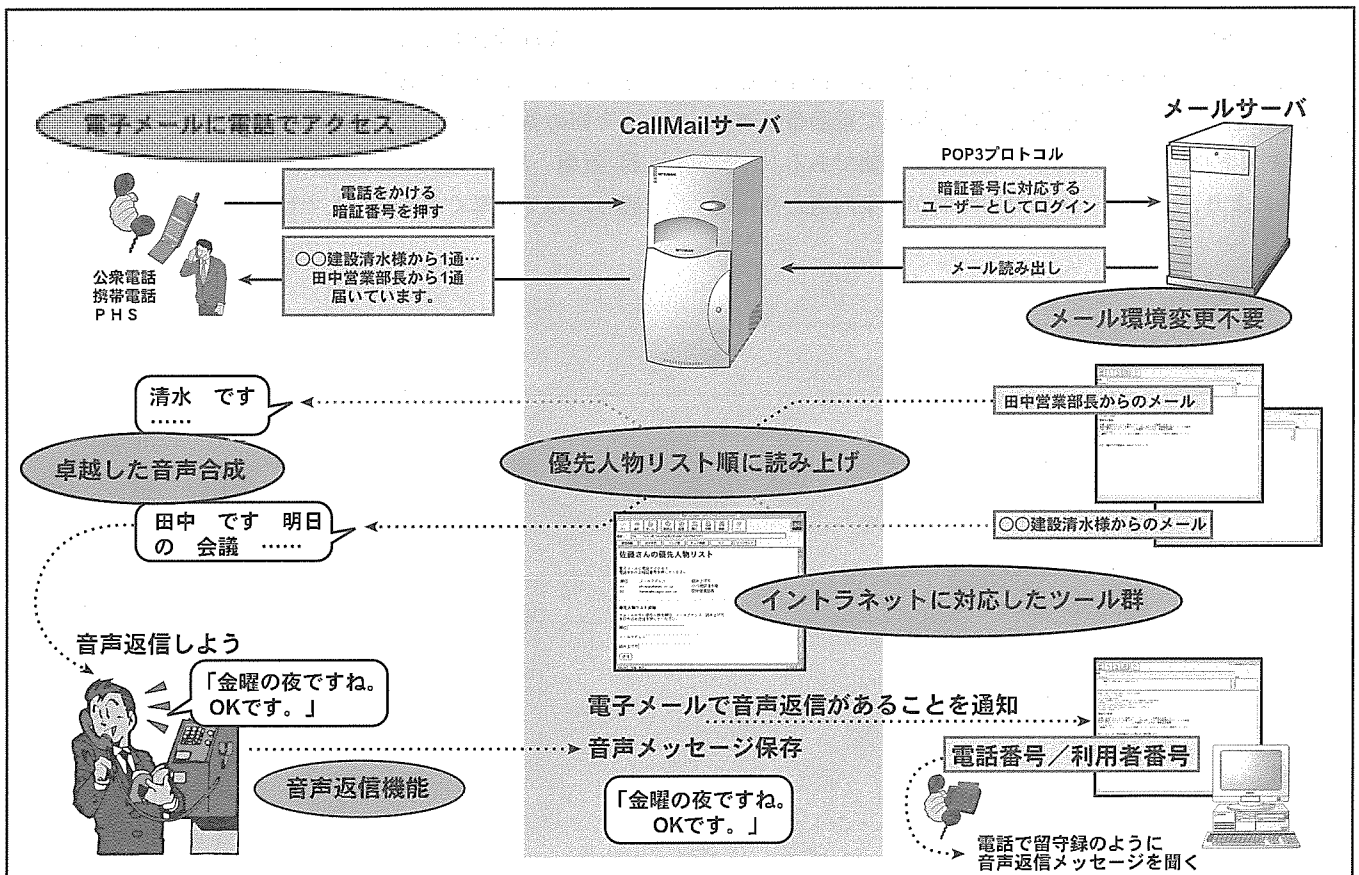 電子メールに電話でアクセス
CallMailサーバ
メールサーバ
POP3プロトコル
電話をかける
暗証番号を押す
暗証番号に対応する
ユーザーとしてログイン
○○建設清水様から1通…
田中営業部長から1通
届いています。
メール読み出し
公衆電話
携帯電話
PHS
メール環境変更不要
清水 です
……
田中営業部長からのメール
卓越した音声合成
優先人物リスト順に読み上げ
田中 です 明日
の 会議 ……
○○建設清水様からのメール
佐藤さんの優先人物リスト
イントラネットに対応したツール群
音声返信しよう
「金曜の夜ですね。
OKです。」
電子メールで音声返信があることを通知
音声メッセージ保存
電話番号/利用者番号
音声返信機能
「金曜の夜ですね。
OKです。」
電話で留守録のように
音声返信メッセージを聞く